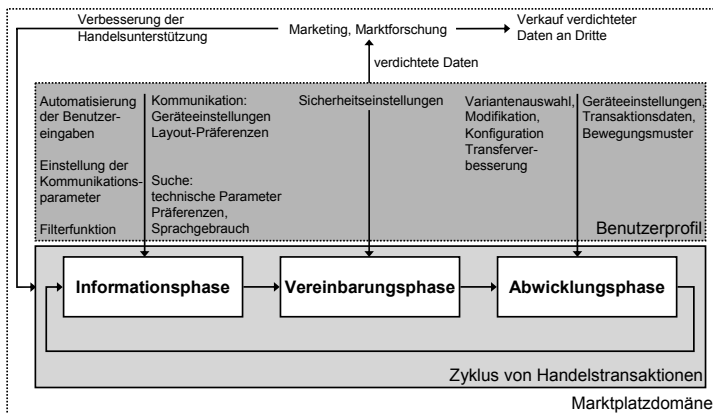 Verbesserung der
Handelsunterstützung
Marketing, Marktforschung
Verkauf verdichteter
Daten an Dritte
verdichtete Daten
Automatisierung
der Benutzer-
eingaben
Einstellung der
Kommunikations-
parameter
Filterfunktion
Kommunikation:
Geräteeinstellungen
Layout-Präferenzen
Suche:
technische Parameter
Präferenzen,
Sprachgebrauch
Sicherheitseinstellungen
Variantenauswahl,
Modifikation,
Konfiguration
Transferver-
besserung
Geräteeinstellungen,
Transaktionsdaten,
Bewegungsmuster
Benutzerprofil
Informationsphase
Vereinbarungsphase
Abwicklungsphase
Zyklus von Handelstransaktionen
Marktplatzdomäne